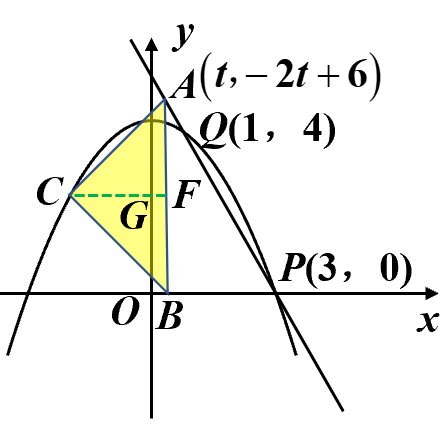 y
A(t，-2t+6)
Q(1，4)
C
G
F
P(3，0)
O
B
x